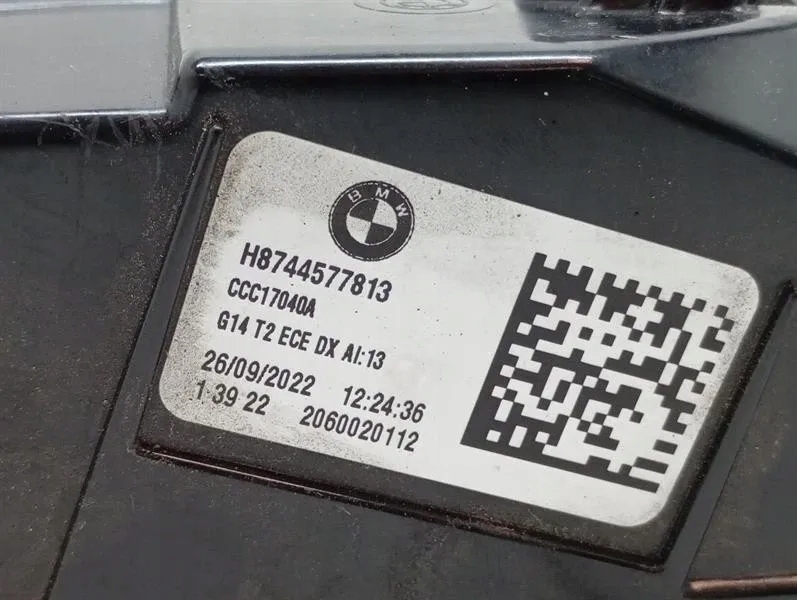 BMW
H8744577813
CCC17040A
G14 T2 ECE DX AI:13
26/09/2022 12:24:36
1 39 22 2060020112